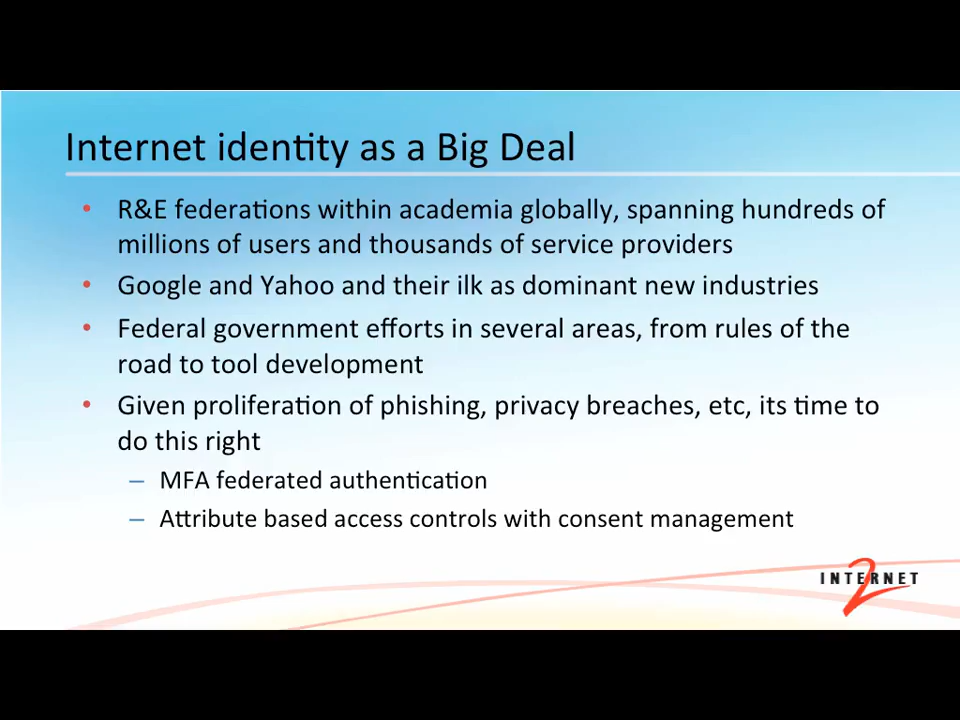 Internet identity as a Big Deal
• R&E federations within academia globally, spanning hundreds of
millions of users and thousands of service providers
• Google and Yahoo and their ilk as dominant new industries
• Federal government efforts in several areas, from rules of the
road to tool development
• Given proliferation of phishing, privacy breaches, etc, its time to
do this right
– MFA federated authentication
– Attribute based access controls with consent management
INTERNET
2